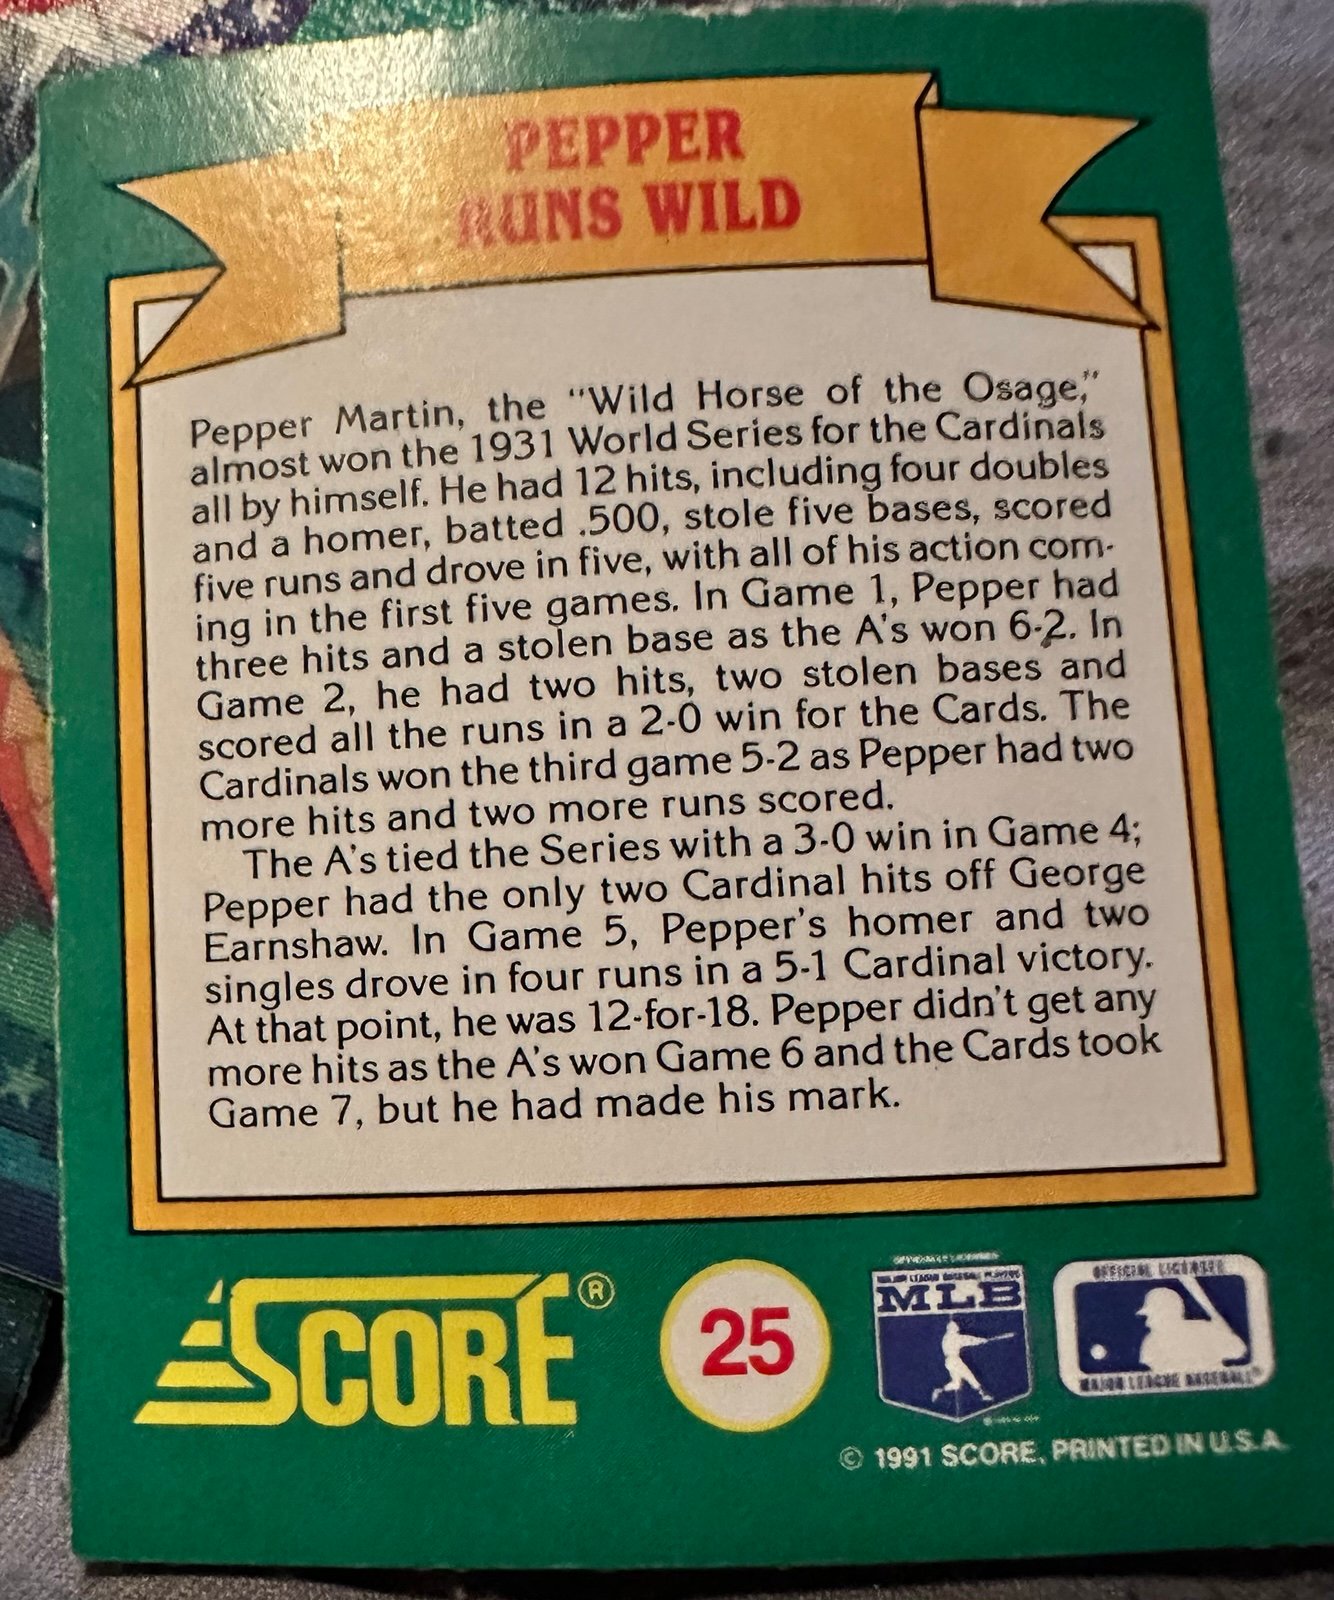 PEPPER
RUNS WILD
Pepper Martin, the "Wild Horse of the Osage,"
almost won the 1931 World Series for the Cardinals
all by himself. He had 12 hits, including four doubles
and a homer, batted .500, stole five bases, scored
five runs and drove in five, with all of his action com-
ing in the first five games. In Game 1, Pepper had
three hits and a stolen base as the A's won 6-2. In
Game 2, he had two hits, two stolen bases and
scored all the runs in a 2-0 win for the Cards. The
Cardinals won the third game 5-2 as Pepper had two
more hits and two more runs scored.
The A's tied the Series with a 3-0 win in Game 4;
Pepper had the only two Cardinal hits off George
Earnshaw. In Game 5, Pepper's homer and two
singles drove in four runs in a 5-1 Cardinal victory.
At that point, he was 12-for-18. Pepper didn't get any
more hits as the A's won Game 6 and the Cards took
Game 7, but he had made his mark.
SCORE®
25
MAJOR LEAGUE BASEBALL PLAYERS
MLB
OFFICIAL LICENSEE
MAJOR LEAGUE BASEBALL®
© 1991 SCORE, PRINTED IN U.S.A.